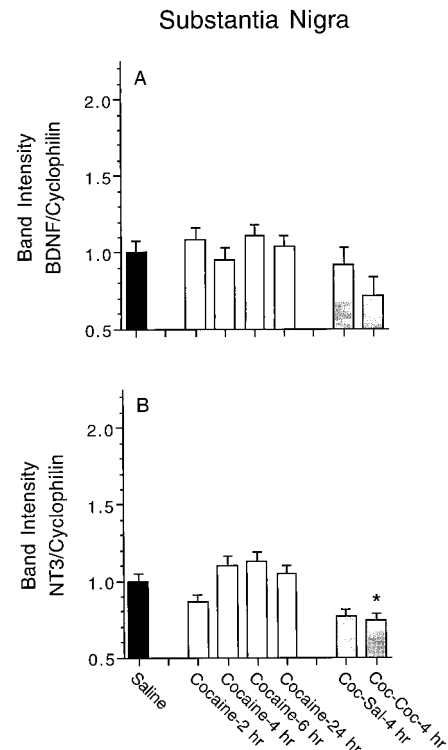 Substantia Nigra
A
Band Intensity
BDNF/Cyclophilin
2.0
1.5
1.0
0.5
B
Band Intensity
NT3/Cyclophilin
2.0
1.5
1.0
0.5
*
Saline
Cocaine-2 hr
Cocaine-4 hr
Cocaine-6 hr
Cocaine-24 hr
Coc-Sal-4 hr
Coc-Coc-4 hr